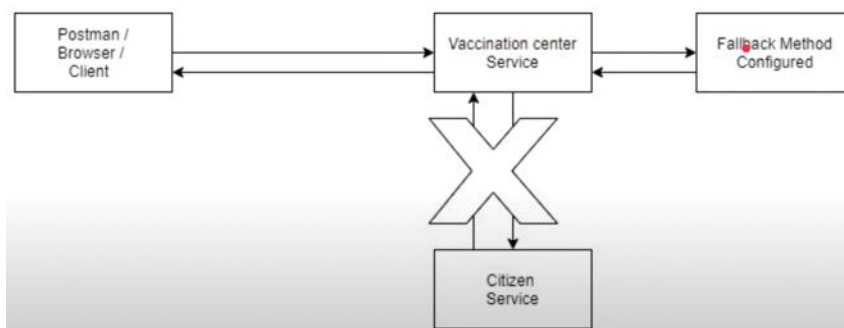 Postman /
Browser /
Client
Vaccination center
Service
Fallback Method
Configured
Citizen
Service